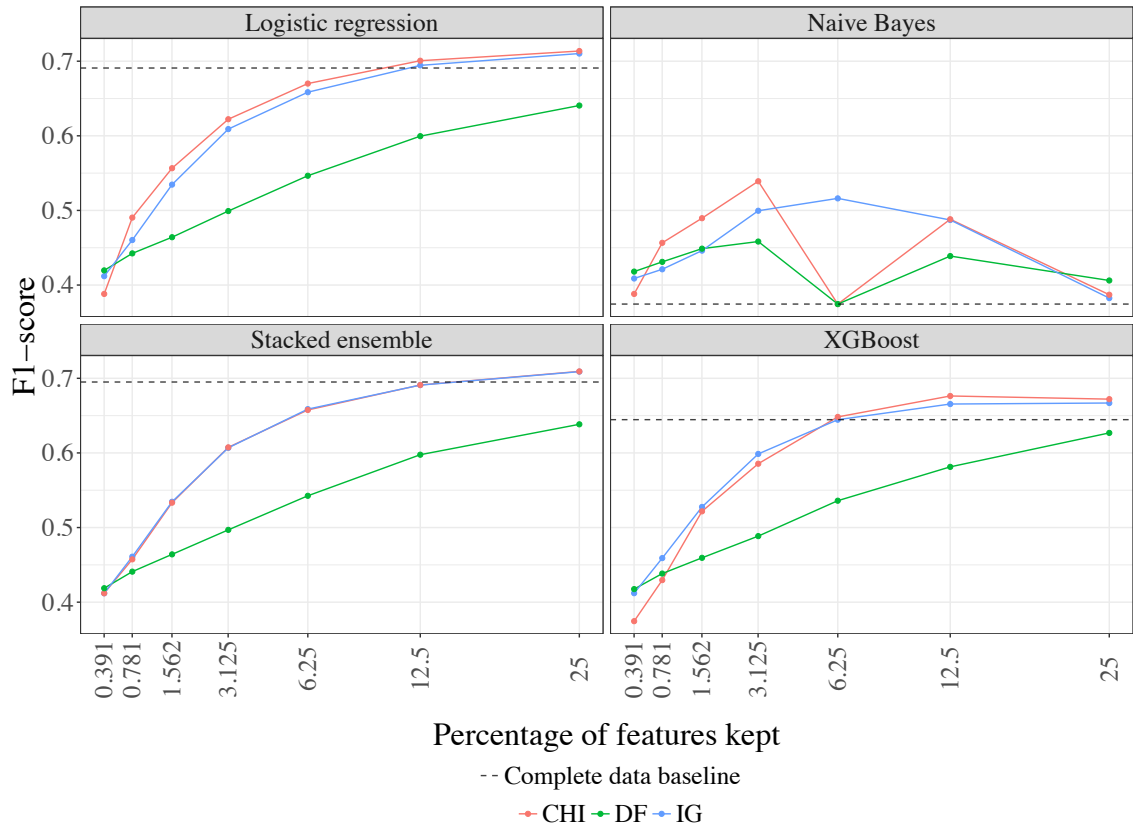 Logistic regression
Naive Bayes
0.7
0.6
0.5
0.4
Stacked ensemble
XGBoost
0.7
0.6
0.5
0.4
F1−score
0.391
0.781
1.562
3.125
6.25
12.5
25
0.391
0.781
1.562
3.125
6.25
12.5
25
Percentage of features kept
Complete data baseline
CHI DF IG